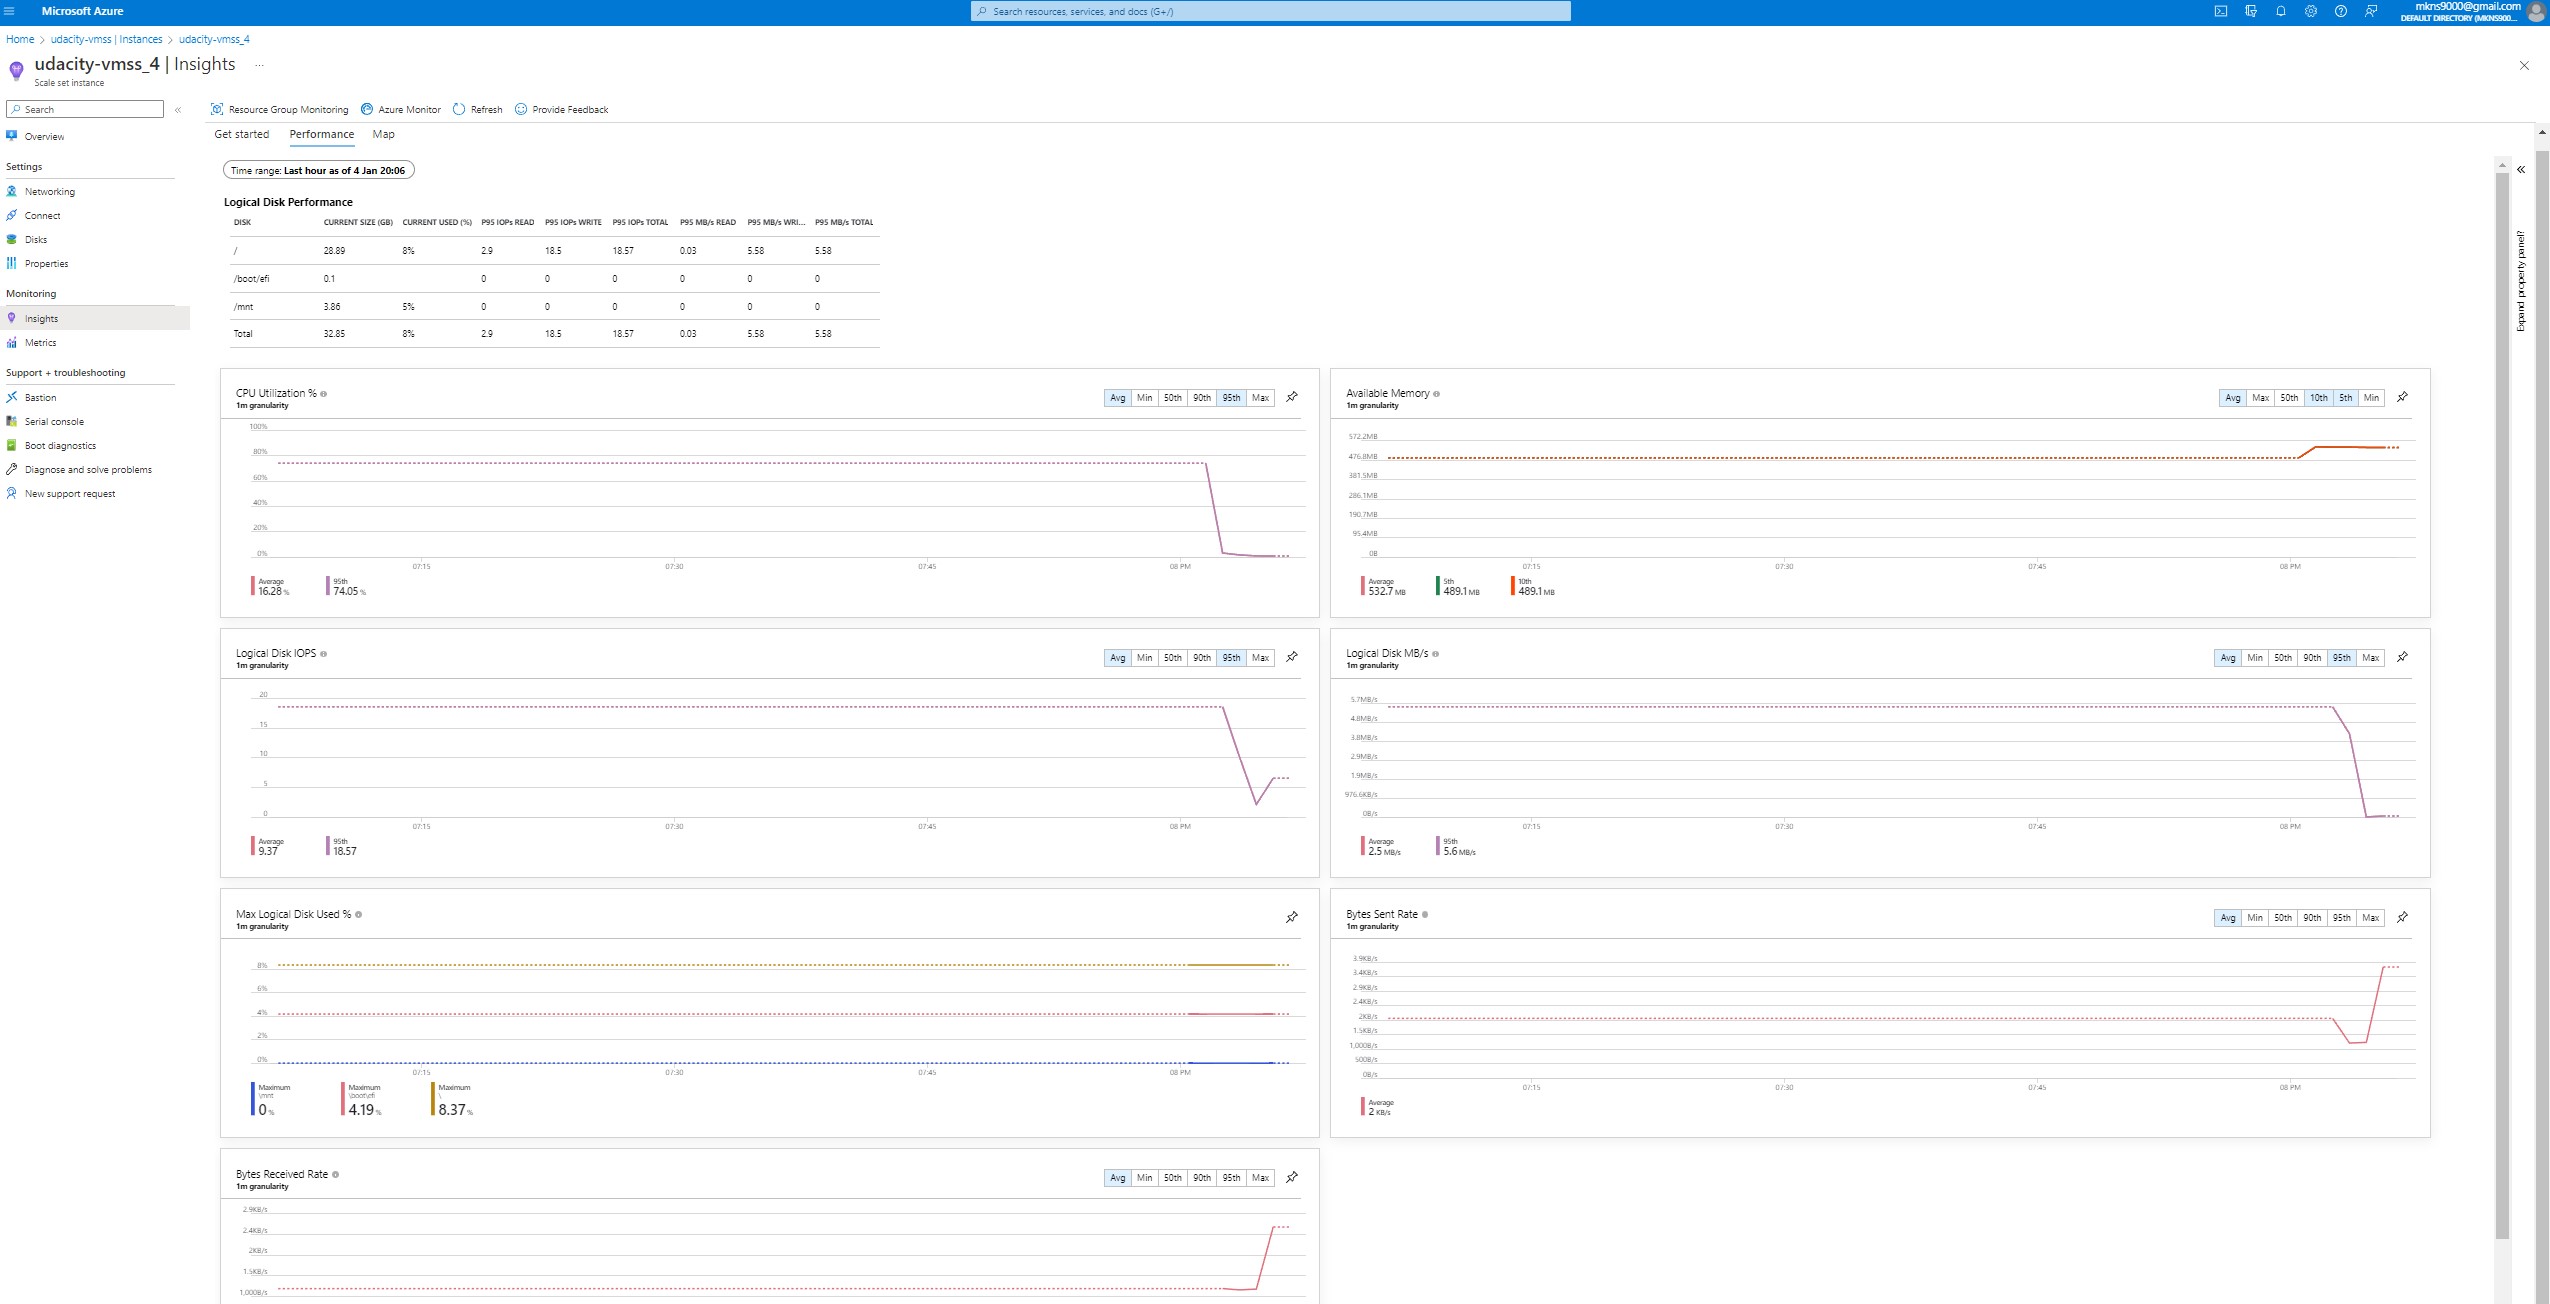 Microsoft Azure
Search resources, services, and docs (G+/)
mkns9000@gmail.com
DEFAULT DIRECTORY (MKNS900...
Home > udacity-vmss | Instances > udacity-vmss_4
udacity-vmss_4 | Insights ...
Scale set instance
Search
«
Resource Group Monitoring
Azure Monitor
Refresh
Provide Feedback
Overview
Settings
Networking
Connect
Disks
Properties
Monitoring
Insights
Metrics
Support + troubleshooting
Bastion
Serial console
Boot diagnostics
Diagnose and solve problems
New support request
Get started Performance Map
Time range: Last hour as of 4 Jan 20:06
«
Expand property panel?
Logical Disk Performance
DISK CURRENT SIZE (GB) CURRENT USED (%) P95 IOPs READ P95 IOPs WRITE P95 IOPs TOTAL P95 MB/s READ P95 MB/s WRI... P95 MB/s TOTAL
/ 28.89 8% 2.9 18.5 18.57 0.03 5.58 5.58
/boot/efi 0.1 0 0 0 0 0 0
/mnt 3.86 5% 0 0 0 0 0 0
Total 32.85 8% 2.9 18.5 18.57 0.03 5.58 5.58
CPU Utilization %
1m granularity
Avg Min 50th 90th 95th Max
100%
80%
60%
40%
20%
0%
07:15 07:30 07:45 08 PM
Average
16.28 %
95th
74.05 %
Available Memory
1m granularity
Avg Max 50th 10th 5th Min
572.2MB
476.8MB
381.5MB
286.1MB
190.7MB
95.4MB
0B
07:15 07:30 07:45 08 PM
Average
532.7 MB
5th
489.1 MB
10th
489.1 MB
Logical Disk IOPS
1m granularity
Avg Min 50th 90th 95th Max
20
15
10
5
0
07:15 07:30 07:45 08 PM
Average
9.37
95th
18.57
Logical Disk MB/s
1m granularity
Avg Min 50th 90th 95th Max
5.7MB/s
4.8MB/s
3.8MB/s
2.9MB/s
1.9MB/s
976.6KB/s
0B/s
07:15 07:30 07:45 08 PM
Average
2.5 MB/s
95th
5.6 MB/s
Max Logical Disk Used %
1m granularity
8%
6%
4%
2%
0%
07:15 07:30 07:45 08 PM
Maximum
\mnt
0 %
Maximum
\boot\efi
4.19 %
Maximum
\
8.37 %
Bytes Sent Rate
1m granularity
Avg Min 50th 90th 95th Max
3.9KB/s
3.4KB/s
2.9KB/s
2.4KB/s
2KB/s
1.5KB/s
1,000B/s
500B/s
0B/s
07:15 07:30 07:45 08 PM
Average
2 KB/s
Bytes Received Rate
1m granularity
Avg Min 50th 90th 95th Max
2.9KB/s
2.4KB/s
2KB/s
1.5KB/s
1,000B/s